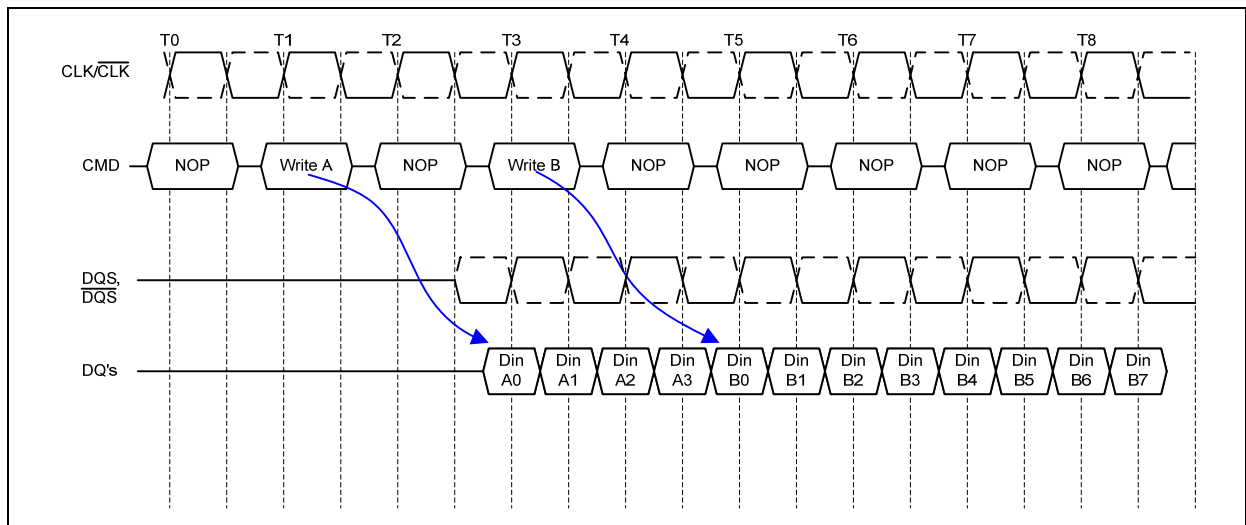 T0 T1 T2 T3 T4 T5 T6 T7 T8
CLK/CLK
CMD NOP Write A NOP Write B NOP NOP NOP NOP NOP
DQS,
DQS
DQ's Din A0 Din A1 Din A2 Din A3 Din B0 Din B1 Din B2 Din B3 Din B4 Din B5 Din B6 Din B7